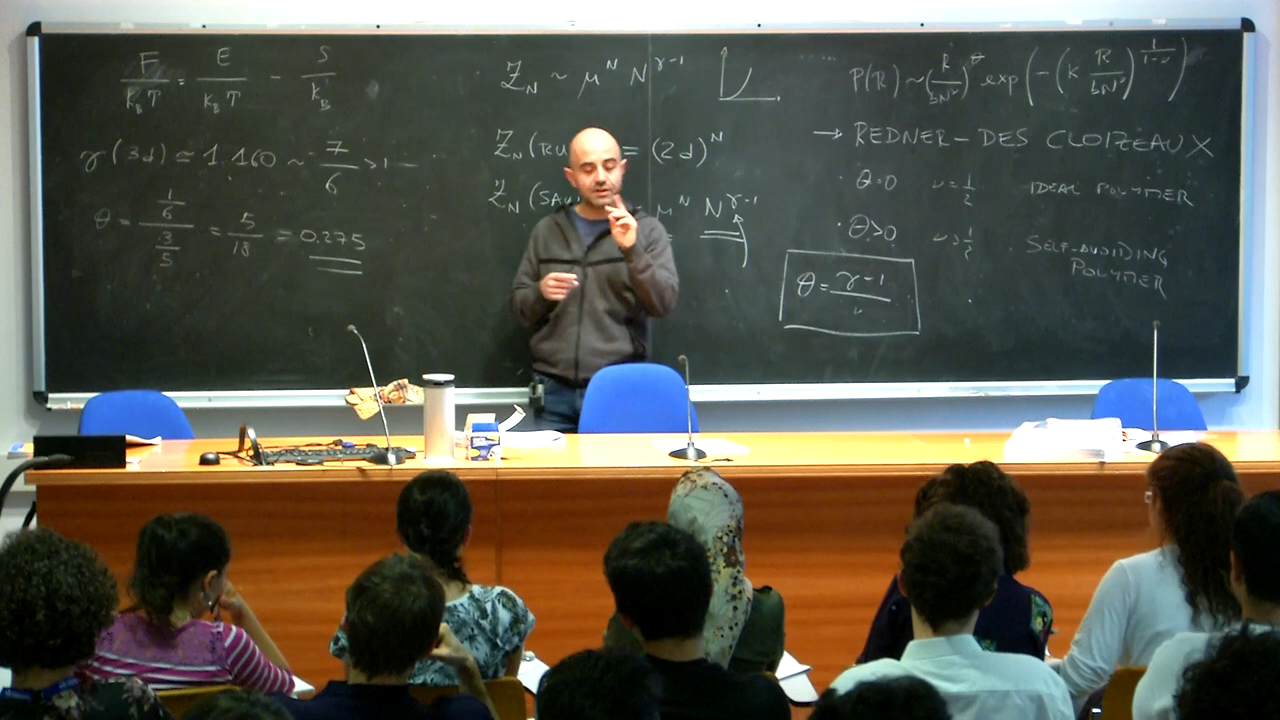 F/(k_B T) = E/(k_B T) - S/k_B
γ(3d) ≃ 1.160 ~ 7/6 > 1
θ = (1/6)/(3/5) = 5/18 = 0.275
Z_N ~ μ^N N^{γ-1}
Z_N (RW = (2d)^N
Z_N (SAW μ^N N^{γ-1}
P(R) ~ (R/(bN^ν))^θ exp(-(K R/(bN^ν))^{1/(1-ν)})
→ REDNER-DES CLOIZEAUX
θ=0 ν=1/2 IDEAL POLYMER
θ>0 ν>1/2 SELF-AVOIDING
POLYMER
θ = (γ-1)/ν